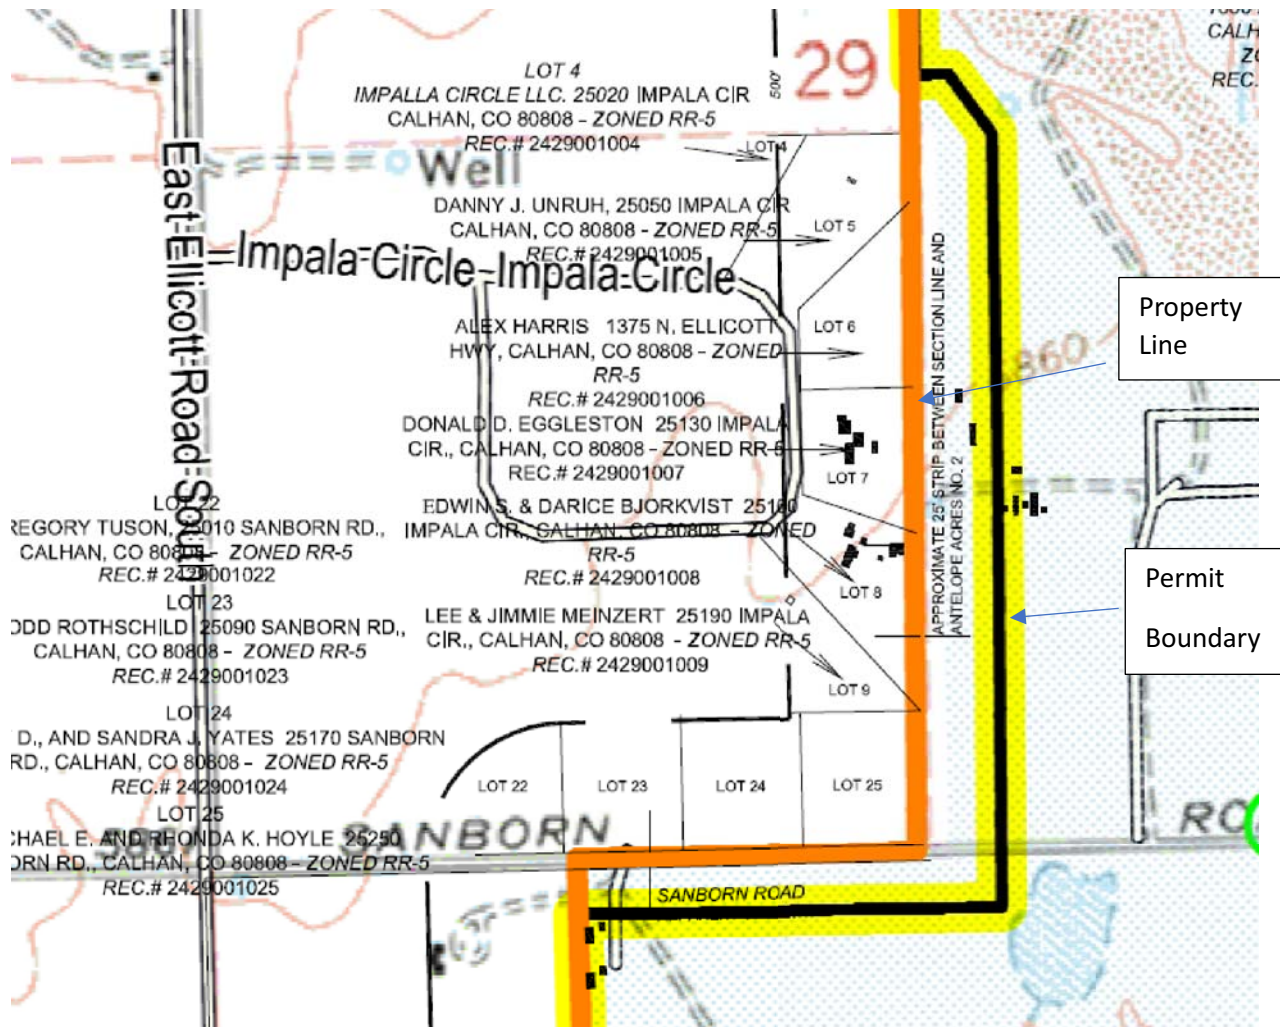 CALH
REC.
29
500'
LOT 4
IMPALLA CIRCLE LLC. 25020 IMPALA CIR
CALHAN, CO 80808 - ZONED RR-5
REC.# 2429001004
LOT 4
Well
East-Ellicott-Road-South
DANNY J. UNRUH, 25050 IMPALA CIR
CALHAN, CO 80808 - ZONED RR-5
REC.# 2429001005
LOT 5
Impala-Circle-Impala-Circle
ALEX HARRIS 1375 N. ELLICOTT
HWY, CALHAN, CO 80808 - ZONED
RR-5
REC.# 2429001006
LOT 6
Property
Line
860
APPROXIMATE 25' STRIP BETWEEN SECTION LINE AND
ANTELOPE ACRES NO. 2
DONALD D. EGGLESTON 25130 IMPALA
CIR., CALHAN, CO 80808 - ZONED RR-5
REC.# 2429001007
LOT 7
EDWIN S. & DARICE BJORKVIST 25160
IMPALA CIR., CALHAN, CO 80808 - ZONED
RR-5
REC.# 2429001008
LOT 8
LOT 22
REGORY TUSON, 25010 SANBORN RD.,
CALHAN, CO 80808 - ZONED RR-5
REC.# 2429001022
Permit
Boundary
LOT 23
ODD ROTHSCHILD 25090 SANBORN RD.,
CALHAN, CO 80808 - ZONED RR-5
REC.# 2429001023
LEE & JIMMIE MEINZERT 25190 IMPALA
CIR., CALHAN, CO 80808 - ZONED RR-5
REC.# 2429001009
LOT 9
LOT 24
D., AND SANDRA J. YATES 25170 SANBORN
RD., CALHAN, CO 80808 - ZONED RR-5
REC.# 2429001024
LOT 22
LOT 23
LOT 24
LOT 25
LOT 25
CHAEL E. AND RHONDA K. HOYLE 25250
ORN RD., CALHAN, CO 80808 - ZONED RR-5
REC.# 2429001025
SANBORN
RO
SANBORN ROAD